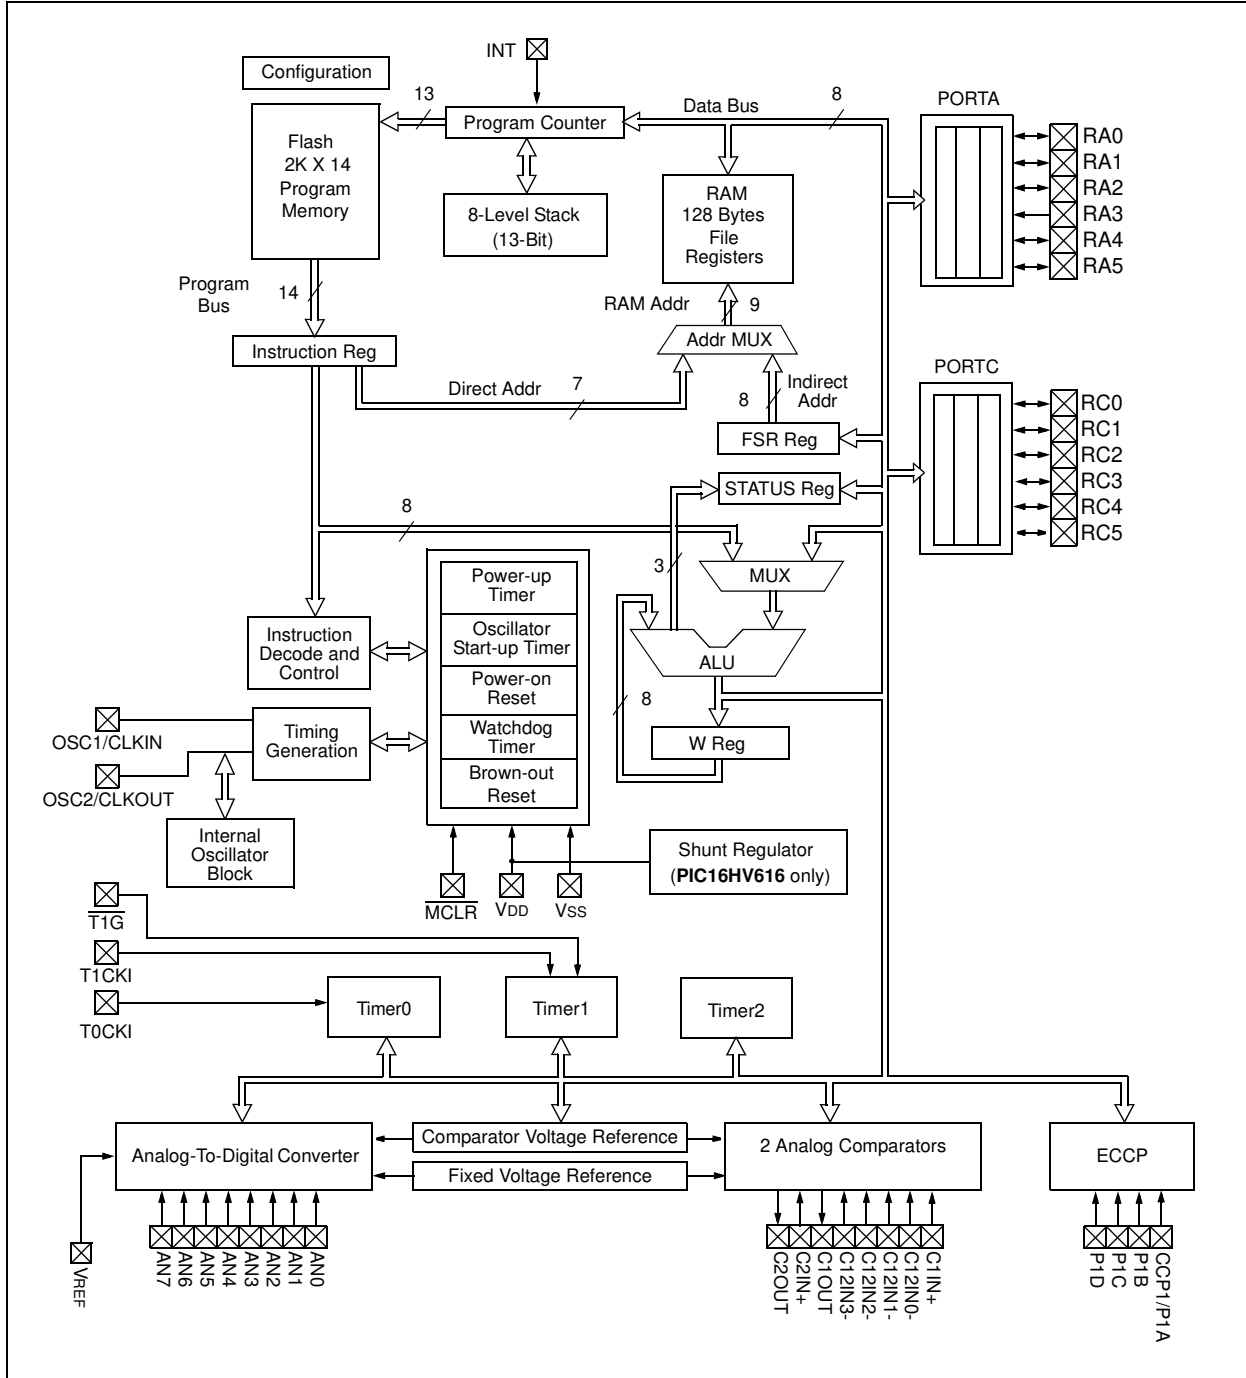 INT
Configuration
13
Data Bus
8
PORTA
Program Counter
Flash
2K X 14
Program
Memory
RA0
RA1
RA2
RA3
RA4
RA5
8-Level Stack
(13-Bit)
RAM
128 Bytes
File
Registers
Program
Bus
14
RAM Addr
9
Addr MUX
Instruction Reg
PORTC
Direct Addr
7
Indirect
Addr
8
RC0
RC1
RC2
RC3
RC4
RC5
FSR Reg
STATUS Reg
8
3
MUX
Power-up
Timer
Oscillator
Start-up Timer
Power-on
Reset
Watchdog
Timer
Brown-out
Reset
Instruction
Decode and
Control
ALU
8
W Reg
OSC1/CLKIN
Timing
Generation
OSC2/CLKOUT
Internal
Oscillator
Block
Shunt Regulator
(PIC16HV616 only)
MCLR
VDD
VSS
T1G
T1CKI
T0CKI
Timer0
Timer1
Timer2
Analog-To-Digital Converter
Comparator Voltage Reference
Fixed Voltage Reference
2 Analog Comparators
ECCP
VREF
AN7
AN6
AN5
AN4
AN3
AN2
AN1
AN0
C2OUT
C2IN+
C1OUT
C12IN3-
C12IN2-
C12IN1-
C12IN0-
C1IN+
P1D
P1C
P1B
CCP1/P1A